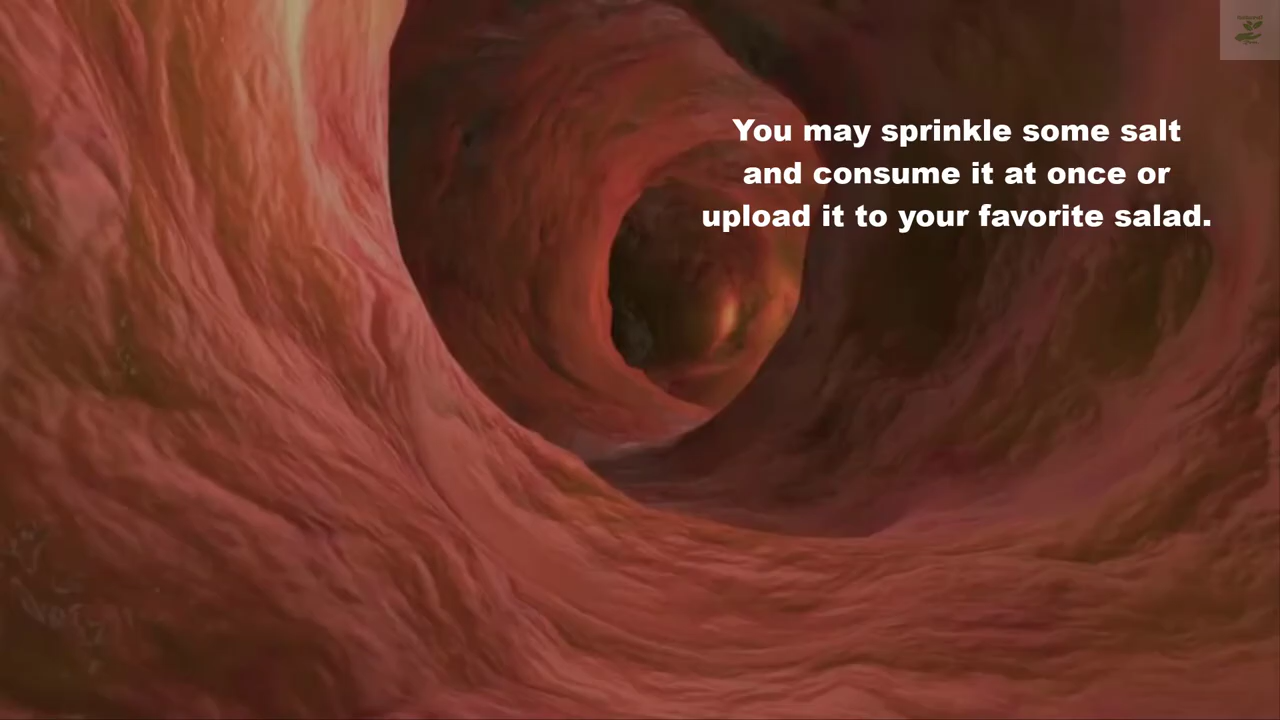 You may sprinkle some salt
and consume it at once or
upload it to your favorite salad.